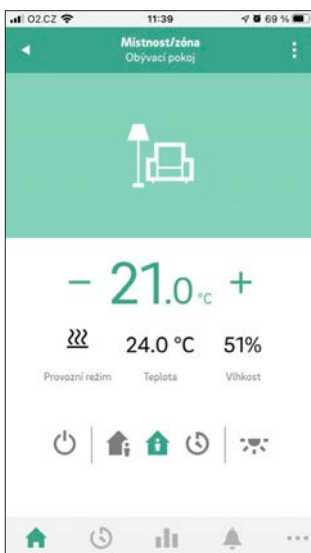 O2.CZ 11:39 69 %
Místnost/zóna
Obývací pokoj
− 21.0 °C +
24.0 °C 51%
Provozní režim Teplota Vlhkost